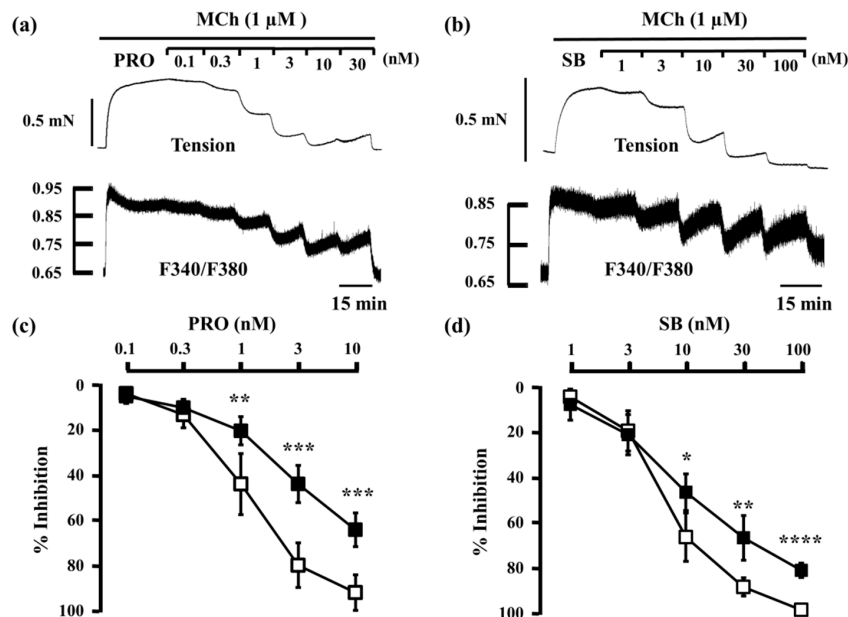 (a)
MCh (1 µM )
PRO 0.1 0.3 1 3 10 30 (nM)
0.5 mN
Tension
0.95
0.85
0.75
0.65
F340/F380
15 min
(b)
MCh (1 µM)
SB 1 3 10 30 100 (nM)
0.5 mN
Tension
0.85
0.75
0.65
F340/F380
15 min
(c)
PRO (nM)
0.1 0.3 1 3 10
0
20
40
60
80
100
% Inhibition
**
***
***
(d)
SB (nM)
1 3 10 30 100
0
20
40
60
80
100
% Inhibition
*
**
****